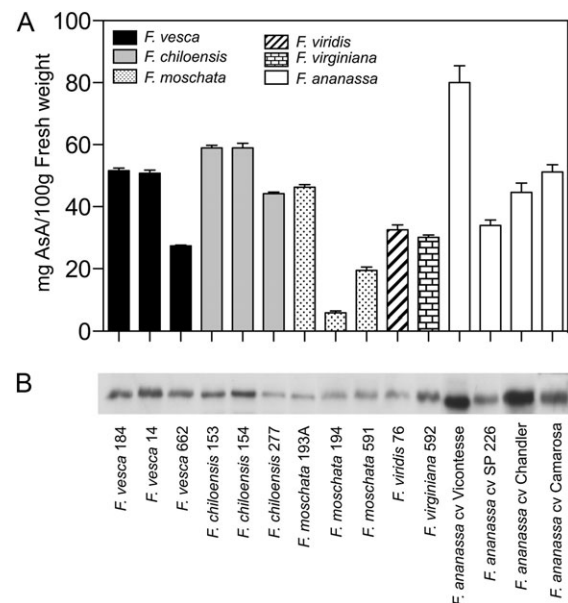 A
mg AsA/100g Fresh weight
100
80
60
40
20
0
F. vesca
F. chiloensis
F. moschata
F. viridis
F. virginiana
F. ananassa
B
F. vesca 184
F. vesca 14
F. vesca 662
F. chiloensis 153
F. chiloensis 154
F. chiloensis 277
F. moschata 193A
F. moschata 194
F. moschata 591
F. viridis 76
F. virginiana 592
F. ananassa cv Vicontesse
F. ananassa cv SP 226
F. ananassa cv Chandler
F. ananassa cv Camarosa